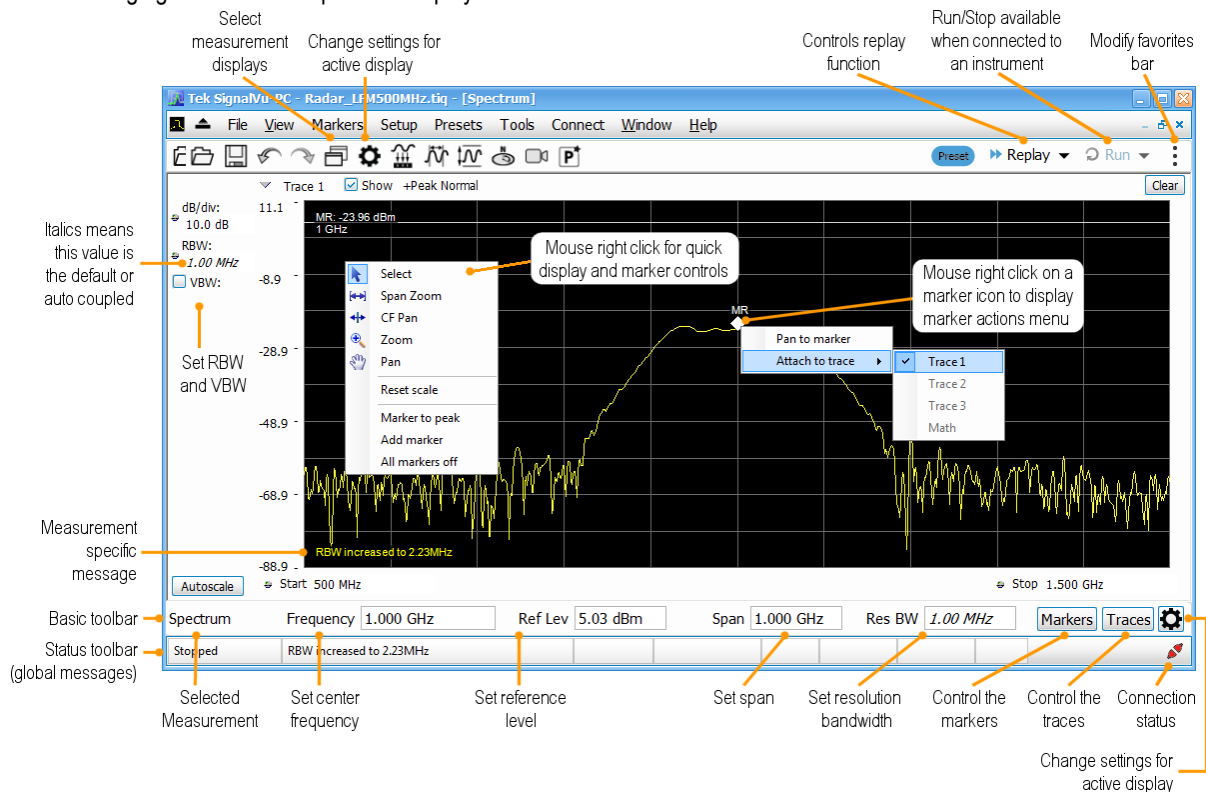 Select
measurement
displays
Change settings for
active display
Controls replay
function
Run/Stop available
when connected to
an instrument
Modify favorites
bar
Tek SignalVu-PC - Radar_LFM500MHz.tiq - [Spectrum]
File View Markers Setup Presets Tools Connect Window Help
P
Preset
Replay
Run
Trace 1
Show
+Peak Normal
Clear
dB/div:
10.0 dB
RBW:
1.00 MHz
VBW:
11.1
-8.9
-28.9
-48.9
-68.9
-88.9
MR: -23.96 dBm
1 GHz
Italics means
this value is
the default or
auto coupled
Set RBW
and VBW
Select
Span Zoom
CF Pan
Zoom
Pan
Reset scale
Marker to peak
Add marker
All markers off
Mouse right click for quick
display and marker controls
Mouse right click on a
marker icon to display
marker actions menu
MR
Pan to marker
Attach to trace
Trace 1
Trace 2
Trace 3
Math
Measurement
specific
message
RBW increased to 2.23MHz
Autoscale
Start 500 MHz
Stop 1.500 GHz
Basic toolbar
Spectrum
Frequency 1.000 GHz
Ref Lev 5.03 dBm
Span 1.000 GHz
Res BW 1.00 MHz
Markers
Traces
Status toolbar
(global messages)
Stopped
RBW increased to 2.23MHz
Selected
Measurement
Set center
frequency
Set reference
level
Set span
Set resolution
bandwidth
Control the
markers
Control the
traces
Connection
status
Change settings for
active display